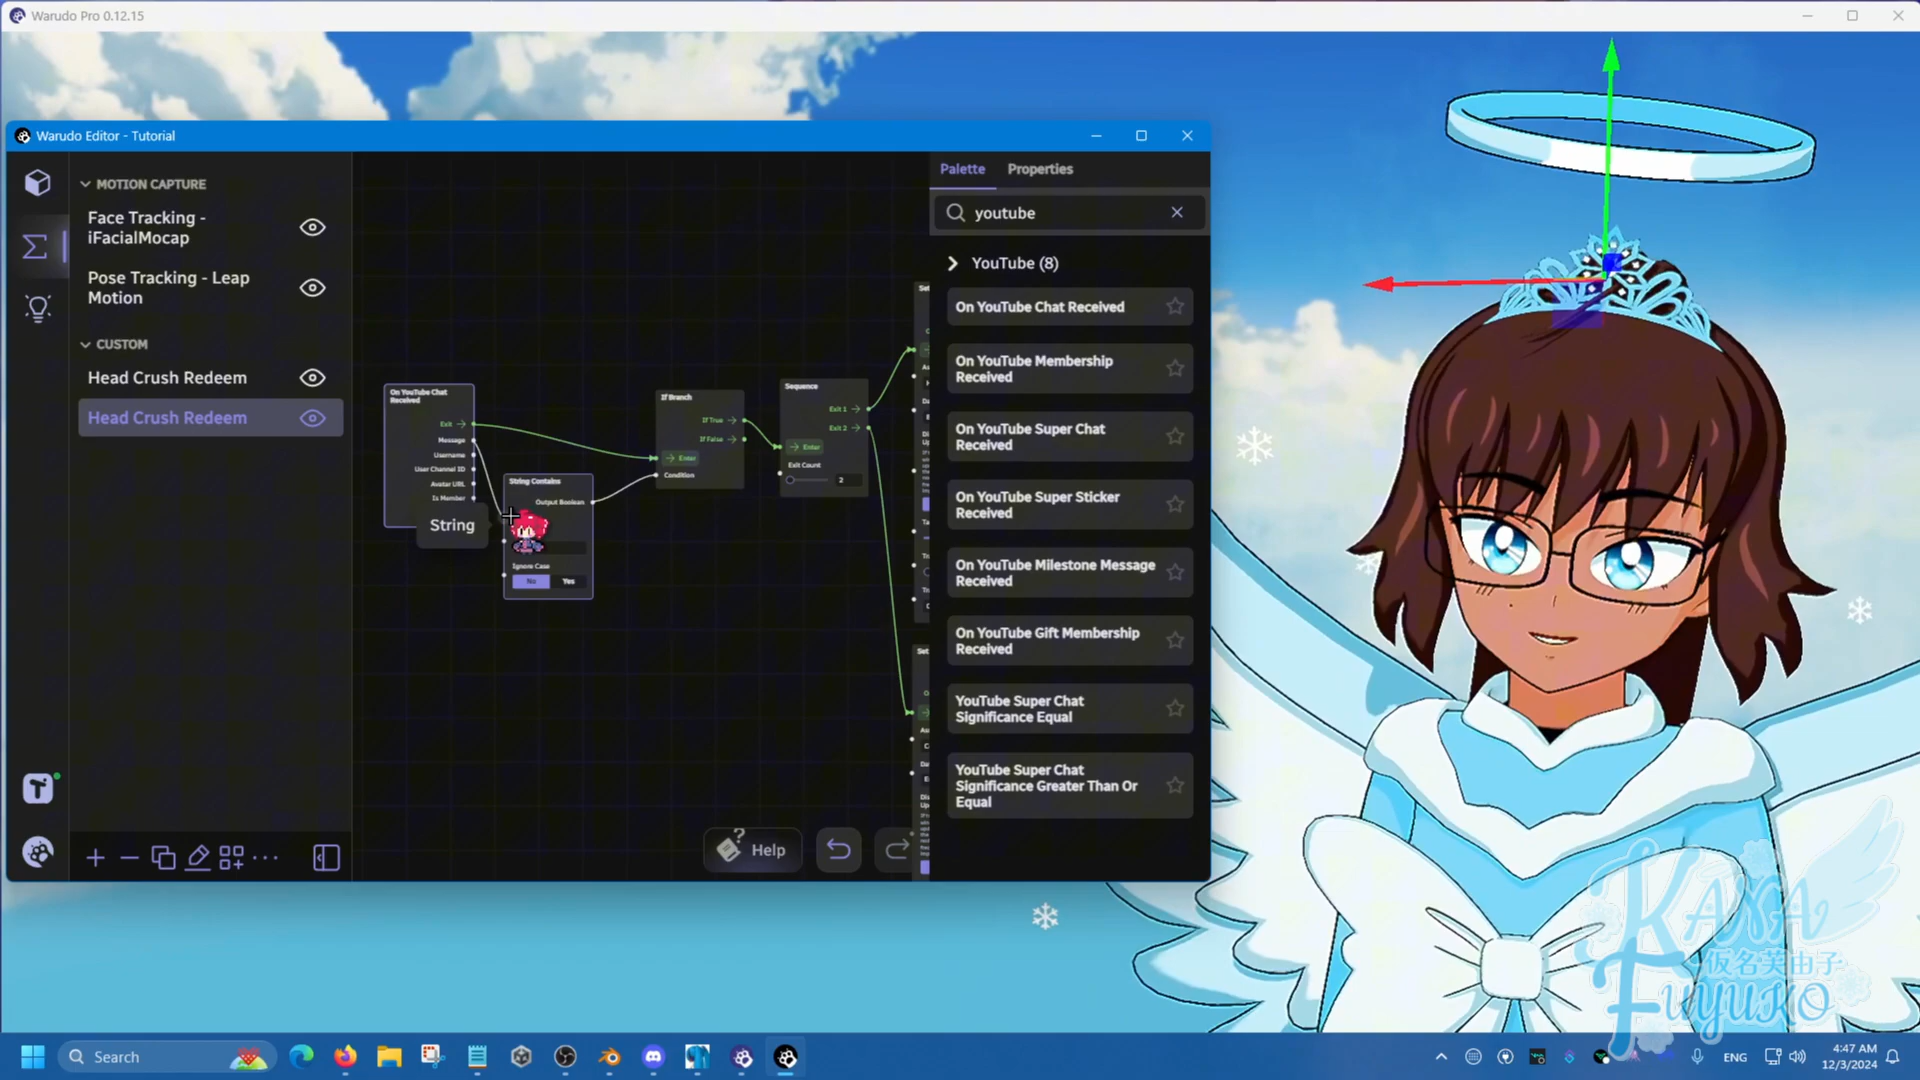 Warudo Pro 0.12.15
Warudo Editor - Tutorial
MOTION CAPTURE
Face Tracking -
iFacialMocap
Pose Tracking - Leap
Motion
CUSTOM
Head Crush Redeem
Head Crush Redeem
On YouTube Chat
Received
Exit
Message
Username
User Channel ID
Avatar URL
Is Member
String
String Contains
Output Boolean
Ignore Case
No
Yes
If Branch
If True
If False
Enter
Condition
Sequence
Exit 1
Exit 2
Enter
Exit Count
2
Help
Palette
Properties
youtube
YouTube (8)
On YouTube Chat Received
On YouTube Membership
Received
On YouTube Super Chat
Received
On YouTube Super Sticker
Received
On YouTube Milestone Message
Received
On YouTube Gift Membership
Received
YouTube Super Chat
Significance Equal
YouTube Super Chat
Significance Greater Than Or
Equal
KANA
仮名芙由子
FUYUKO
Search
ENG
4:47 AM
12/3/2024